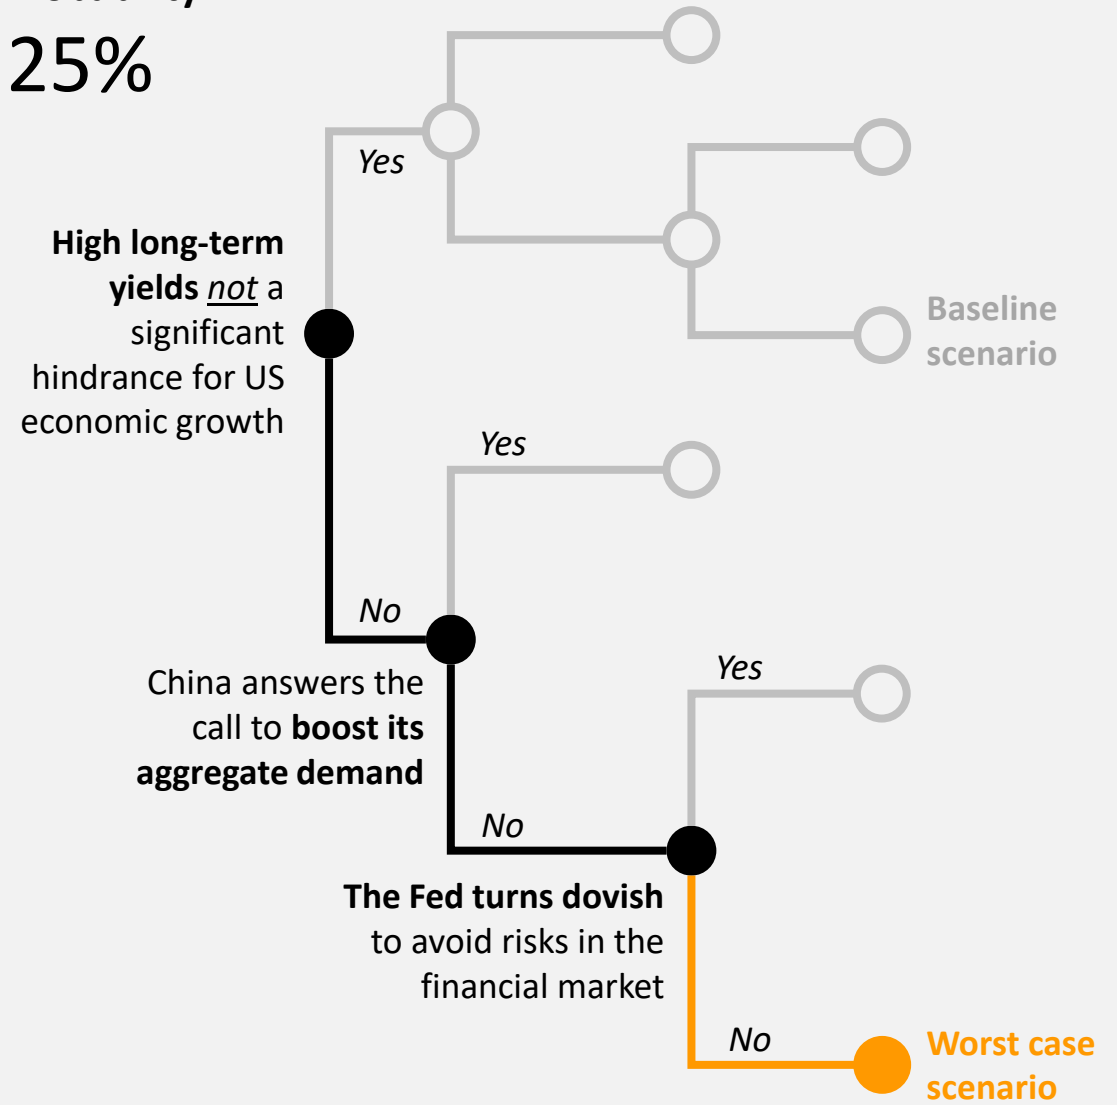 25%
Yes
High long-term
yields not a
significant
hindrance for US
economic growth
Baseline
scenario
Yes
No
China answers the
call to boost its
aggregate demand
Yes
No
The Fed turns dovish
to avoid risks in the
financial market
No
Worst case
scenario